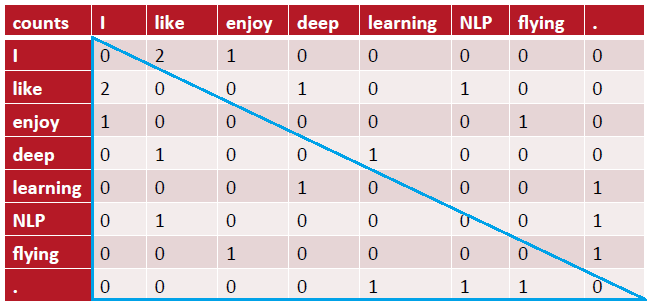 counts I like enjoy deep learning NLP flying .
I 0 2 1 0 0 0 0 0
like 2 0 0 1 0 1 0 0
enjoy 1 0 0 0 0 0 1 0
deep 0 1 0 0 1 0 0 0
learning 0 0 0 1 0 0 0 1
NLP 0 1 0 0 0 0 0 1
flying 0 0 1 0 0 0 0 1
. 0 0 0 0 1 1 1 0